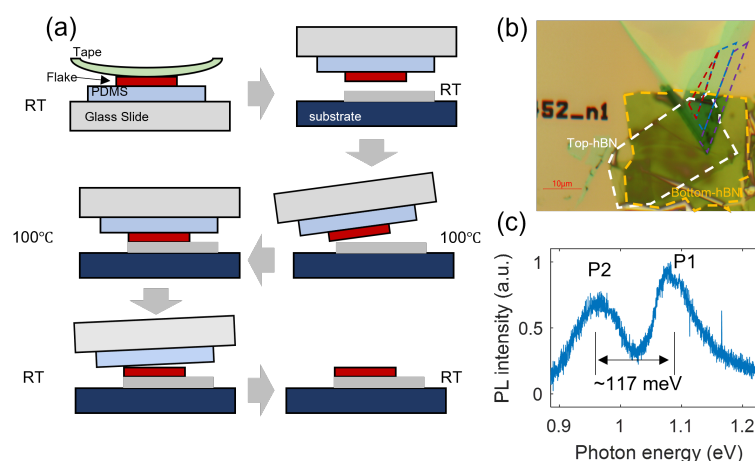 (a)
Tape
Flake
PDMS
RT
Glass Slide
RT
substrate
100℃
100℃
RT
RT
(b)
52_n1
Top-hBN
10μm
Bottom-hBN
(c)
PL intensity (a.u.)
1
0.5
0
P2
P1
~117 meV
0.9
1
1.1
1.2
Photon energy (eV)